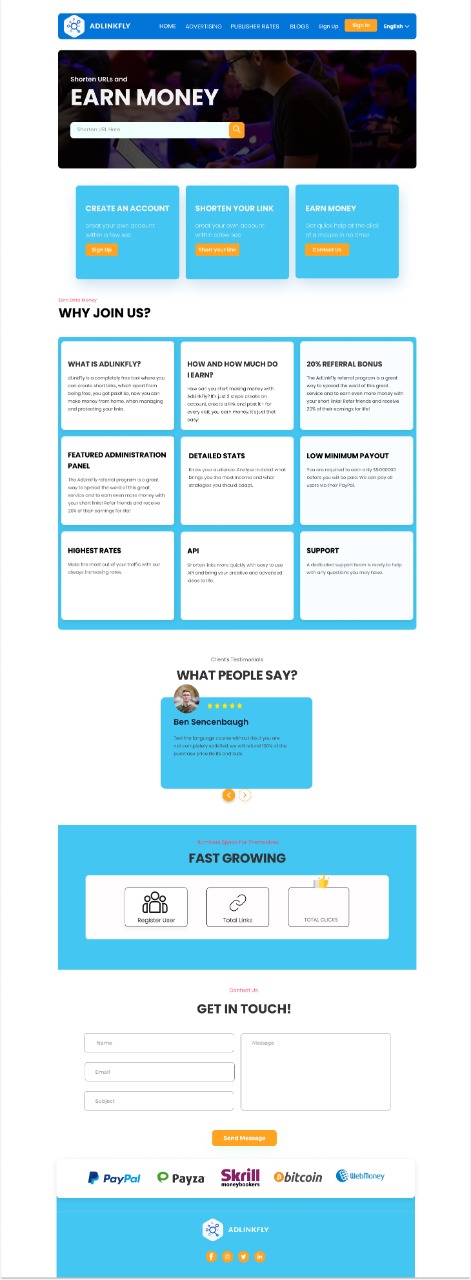 ADLINKFLY
HOME ADVERTISING PUBLISHER RATES BLOGS Sign Up Sign In English
Shorten URLs and
EARN MONEY
Shorten URL Here
CREATE AN ACCOUNT
creat your own account
within a few sec
Sign Up
SHORTEN YOUR LINK
creat your own account
within a few sec
Short your link
EARN MONEY
Get quick help at the click
of a mouse in no time!
Contact Us
Earn Extra Money
WHY JOIN US?
WHAT IS ADLINKFLY?
adLinkFly is a completely free tool where you
can create short links, which apart from
being free, you get paid! so, now you can
make money from home, when managing
and protecting your links.
HOW AND HOW MUCH DO
I EARN?
How can you start making money with
AdLinkFly? It's just 3 steps: create an
account, create a link and post it - for
every visit, you earn money. It's just that
easy!
20% REFERRAL BONUS
The AdLinkFly referral program is a great
way to spread the word of this great
service and to earn even more money with
your short links! Refer friends and receive
20% of their earnings for life!
FEATURED ADMINISTRATION
PANEL
The AdLinkFly referral program is a great
way to spread the word of this great
service and to earn even more money with
your short links! Refer friends and receive
20% of their earnings for life!
DETAILED STATS
Know your audience. Analyze in detail what
brings you the most income and what
strategies you should adapt.
LOW MINIMUM PAYOUT
You are required to earn only $5.000000
before you will be paid. We can pay all
users via their PayPal.
HIGHEST RATES
Make the most out of your traffic with our
always increasing rates.
API
Shorten links more quickly with easy to use
API and bring your creative and advanced
ideas to life.
SUPPORT
A dedicated support team is ready to help
with any questions you may have.
Client's Testimonials
WHAT PEOPLE SAY?
Ben Sencenbaugh
Test the language course without risk if you are
not completely satisfied, we will refund 100% of the
purchase price No ifs and buts
Numbers Speak For Themselves
FAST GROWING
Register User
Total Links
TOTAL CLICKS
Contact Us
GET IN TOUCH!
Name
Email
Subject
Message
Send Message
PayPal
Payza
Skrill
moneybookers
bitcoin
WebMoney
ADLINKFLY